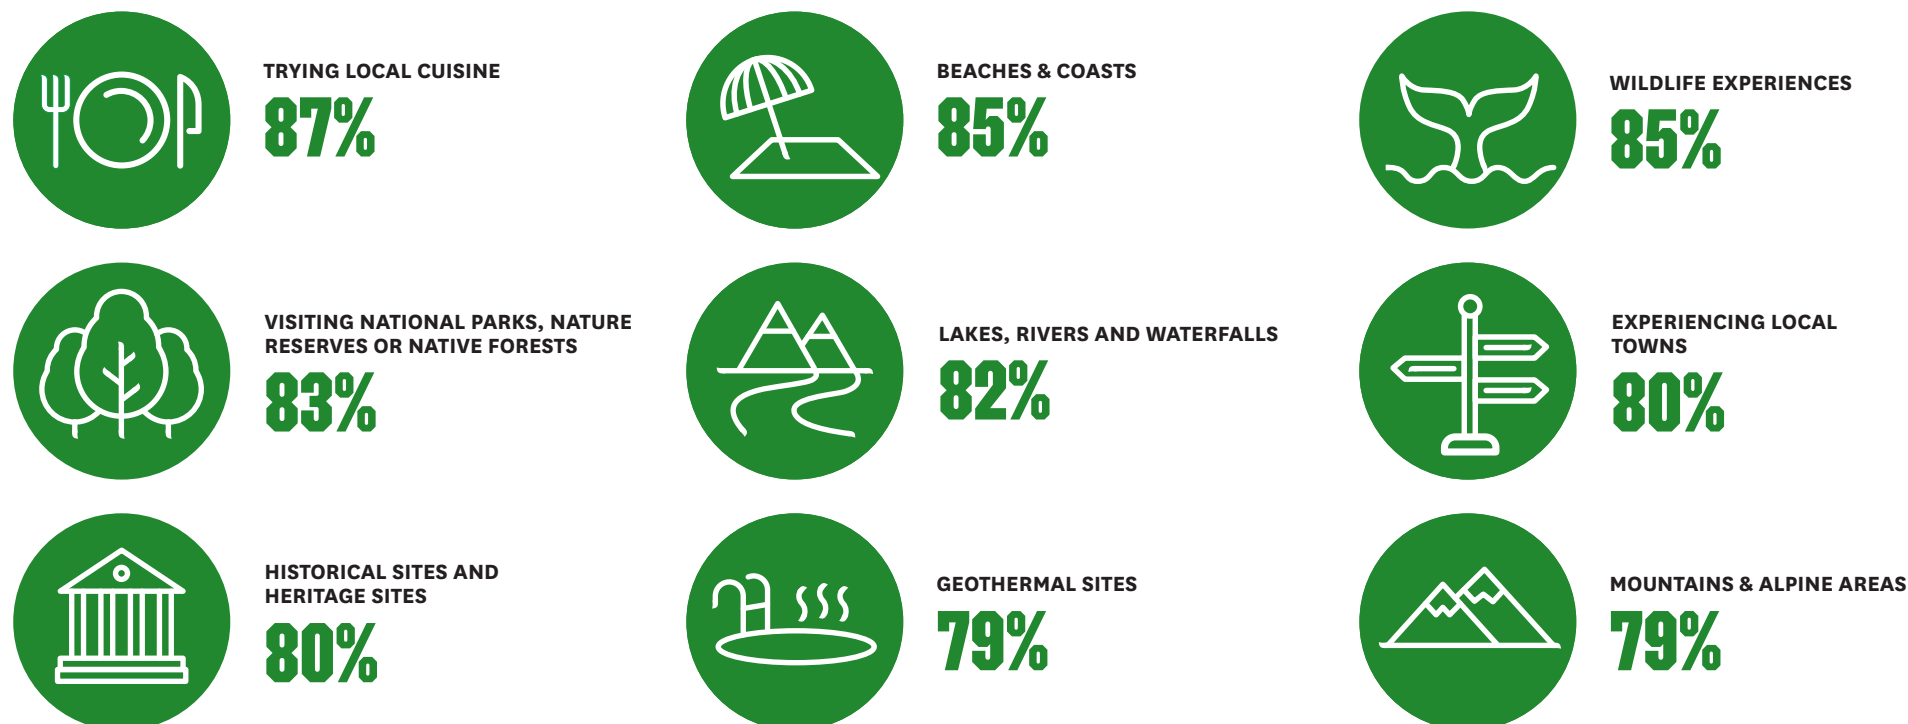 TRYING LOCAL CUISINE
87%
BEACHES & COASTS
85%
WILDLIFE EXPERIENCES
85%
VISITING NATIONAL PARKS, NATURE
RESERVES OR NATIVE FORESTS
83%
LAKES, RIVERS AND WATERFALLS
82%
EXPERIENCING LOCAL
TOWNS
80%
HISTORICAL SITES AND
HERITAGE SITES
80%
GEOTHERMAL SITES
79%
MOUNTAINS & ALPINE AREAS
79%